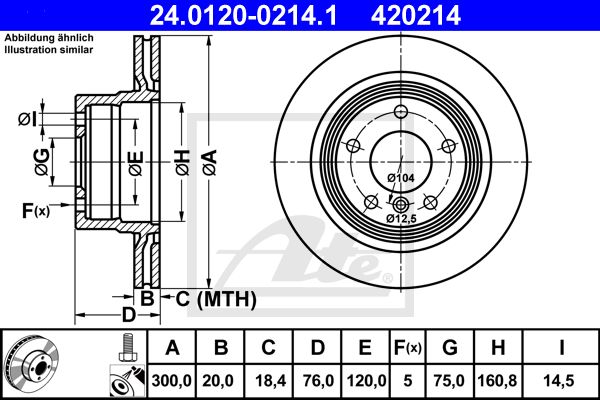 24.0120-0214.1 420214
Abbildung ähnlich
Illustration similar
ØI
ØG
F(x)
ØE
ØH
ØA
Ø104
Ø12,5
B
C (MTH)
D
Ate
®
A B C D E F(x) G H I
300,0 20,0 18,4 76,0 120,0 5 75,0 160,8 14,5